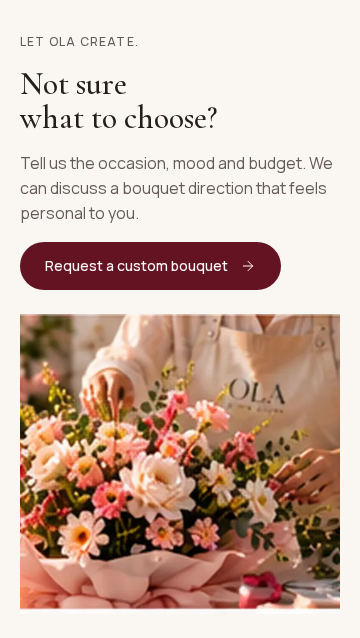 LET OLA CREATE.
Not sure
what to choose?
Tell us the occasion, mood and budget. We
can discuss a bouquet direction that feels
personal to you.
Request a custom bouquet →
OLA